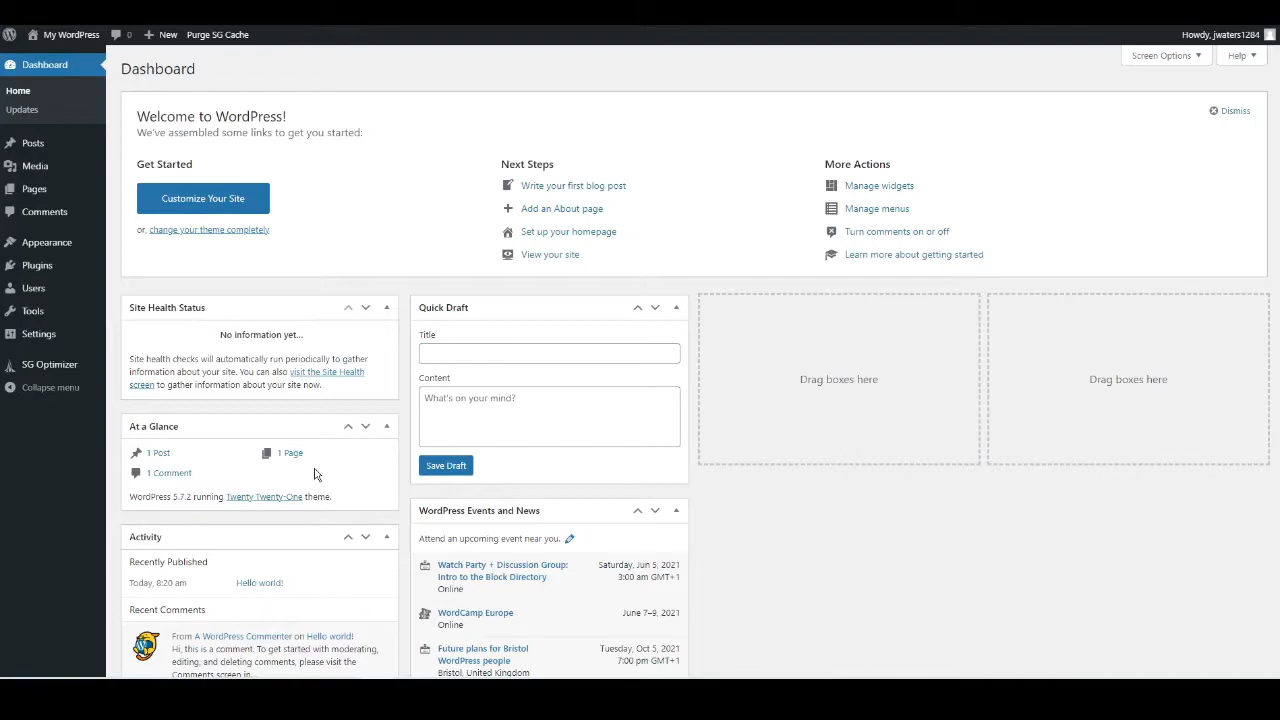 My WordPress 0 New Purge SG Cache Howdy, jwaters1284
Dashboard
Home
Updates
Posts
Media
Pages
Comments
Appearance
Plugins
Users
Tools
Settings
SG Optimizer
Collapse menu
Screen Options Help
Dashboard
Welcome to WordPress!
We've assembled some links to get you started:
Dismiss
Get Started
Customize Your Site
or, change your theme completely
Next Steps
Write your first blog post
Add an About page
Set up your homepage
View your site
More Actions
Manage widgets
Manage menus
Turn comments on or off
Learn more about getting started
Site Health Status
No information yet...
Site health checks will automatically run periodically to gather
information about your site. You can also visit the Site Health
screen to gather information about your site now.
At a Glance
1 Post 1 Page
1 Comment
WordPress 5.7.2 running Twenty Twenty-One theme.
Activity
Recently Published
Today, 8:20 am Hello world!
Recent Comments
From A WordPress Commenter on Hello world!
Hi, this is a comment. To get started with moderating,
editing, and deleting comments, please visit the
Comments screen in...
Quick Draft
Title
Content
What's on your mind?
Save Draft
WordPress Events and News
Attend an upcoming event near you.
Watch Party + Discussion Group: Saturday, Jun 5, 2021
Intro to the Block Directory 3:00 am GMT+1
Online
WordCamp Europe June 7–9, 2021
Online
Future plans for Bristol Tuesday, Oct 5, 2021
WordPress people 7:00 pm GMT+1
Bristol, United Kingdom
Drag boxes here
Drag boxes here